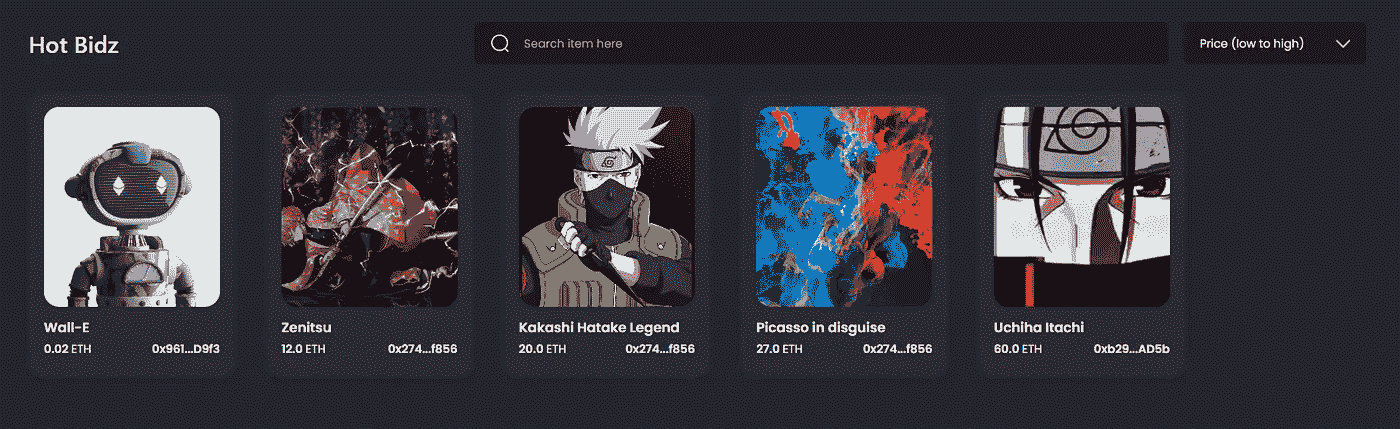 Hot Bidz
Search item here
Price (low to high)
Wall-E
0.02 ETH 0x961...D9f3
Zenitsu
12.0 ETH 0x274...f856
Kakashi Hatake Legend
20.0 ETH 0x274...f856
Picasso in disguise
27.0 ETH 0x274...f856
Uchiha Itachi
60.0 ETH 0xb29...AD5b